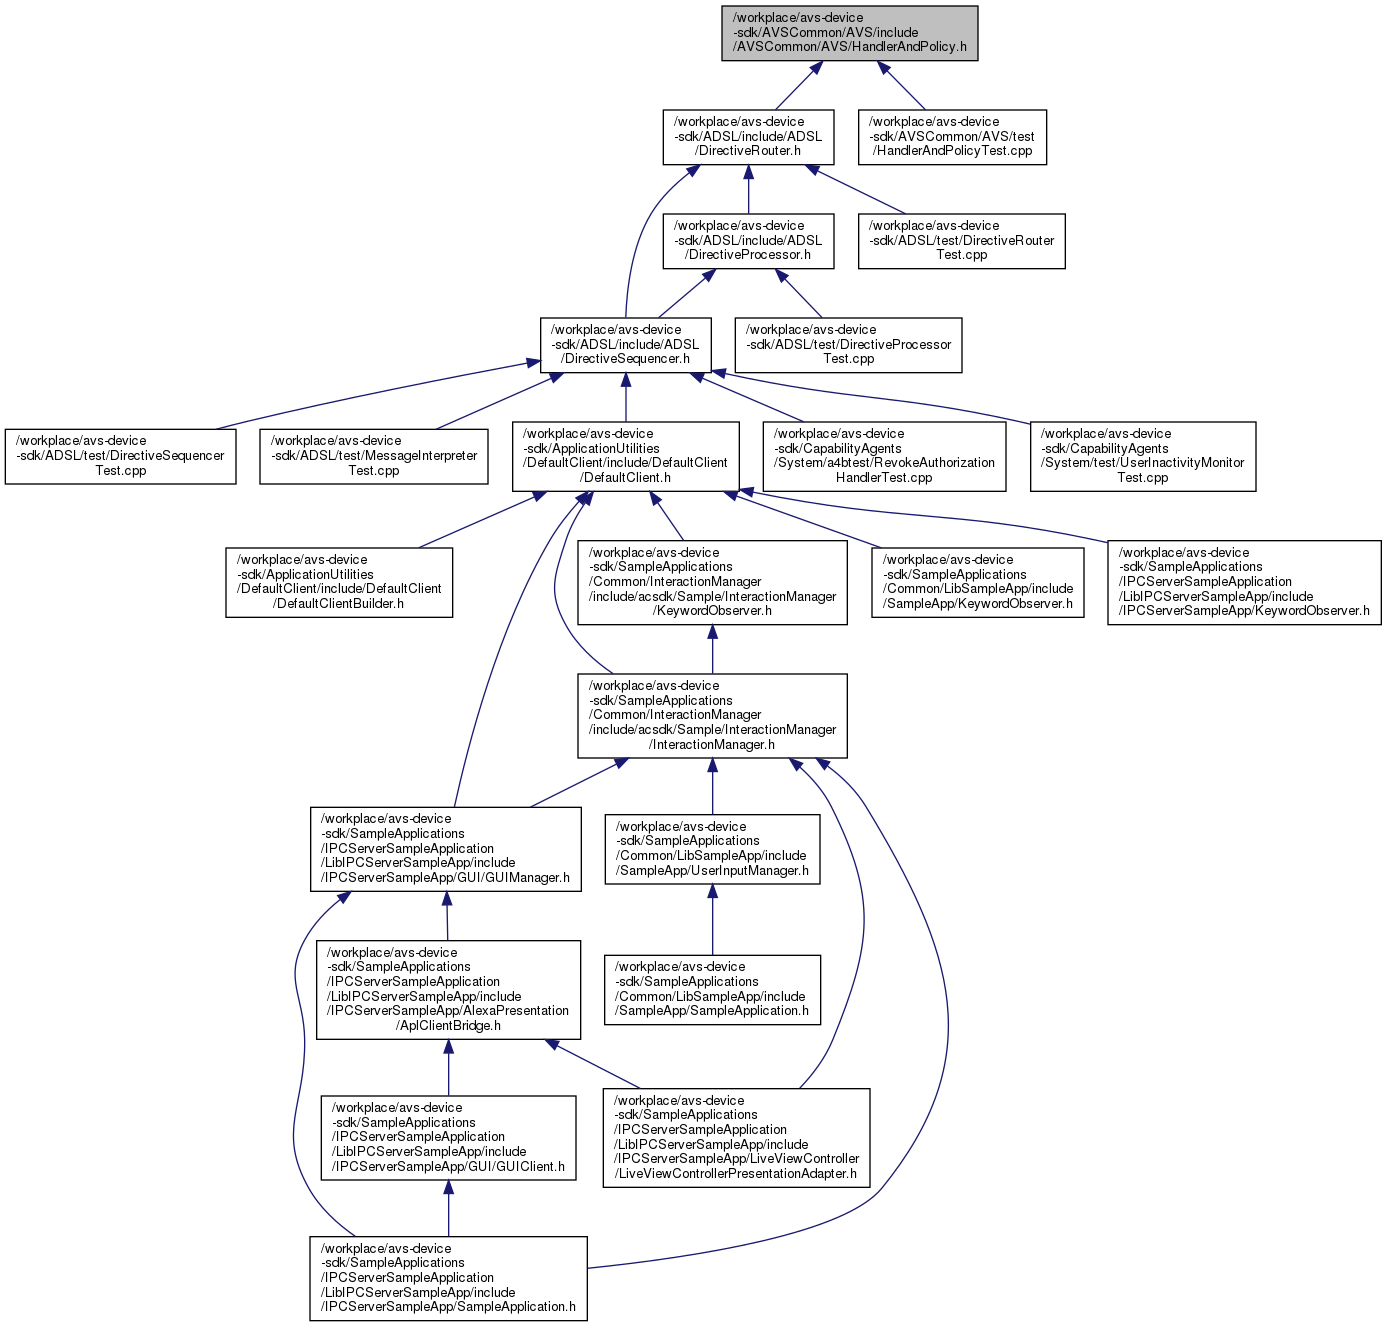 /workplace/avs-device
-sdk/AVSCommon/AVS/include
/AVSCommon/AVS/HandlerAndPolicy.h
/workplace/avs-device
-sdk/ADSL/include/ADSL
/DirectiveRouter.h
/workplace/avs-device
-sdk/AVSCommon/AVS/test
/HandlerAndPolicyTest.cpp
/workplace/avs-device
-sdk/ADSL/include/ADSL
/DirectiveProcessor.h
/workplace/avs-device
-sdk/ADSL/test/DirectiveRouter
Test.cpp
/workplace/avs-device
-sdk/ADSL/include/ADSL
/DirectiveSequencer.h
/workplace/avs-device
-sdk/ADSL/test/DirectiveProcessor
Test.cpp
/workplace/avs-device
-sdk/ADSL/test/DirectiveSequencer
Test.cpp
/workplace/avs-device
-sdk/ADSL/test/MessageInterpreter
Test.cpp
/workplace/avs-device
-sdk/ApplicationUtilities
/DefaultClient/include/DefaultClient
/DefaultClient.h
/workplace/avs-device
-sdk/CapabilityAgents
/System/a4btest/RevokeAuthorization
HandlerTest.cpp
/workplace/avs-device
-sdk/CapabilityAgents
/System/test/UserInactivityMonitor
Test.cpp
/workplace/avs-device
-sdk/ApplicationUtilities
/DefaultClient/include/DefaultClient
/DefaultClientBuilder.h
/workplace/avs-device
-sdk/SampleApplications
/Common/InteractionManager
/include/acsdk/Sample/InteractionManager
/KeywordObserver.h
/workplace/avs-device
-sdk/SampleApplications
/Common/LibSampleApp/include
/SampleApp/KeywordObserver.h
/workplace/avs-device
-sdk/SampleApplications
/IPCServerSampleApplication
/LibIPCServerSampleApp/include
/IPCServerSampleApp/KeywordObserver.h
/workplace/avs-device
-sdk/SampleApplications
/Common/InteractionManager
/include/acsdk/Sample/InteractionManager
/InteractionManager.h
/workplace/avs-device
-sdk/SampleApplications
/IPCServerSampleApplication
/LibIPCServerSampleApp/include
/IPCServerSampleApp/GUI/GUIManager.h
/workplace/avs-device
-sdk/SampleApplications
/Common/LibSampleApp/include
/SampleApp/UserInputManager.h
/workplace/avs-device
-sdk/SampleApplications
/IPCServerSampleApplication
/LibIPCServerSampleApp/include
/IPCServerSampleApp/AlexaPresentation
/AplClientBridge.h
/workplace/avs-device
-sdk/SampleApplications
/Common/LibSampleApp/include
/SampleApp/SampleApplication.h
/workplace/avs-device
-sdk/SampleApplications
/IPCServerSampleApplication
/LibIPCServerSampleApp/include
/IPCServerSampleApp/GUI/GUIClient.h
/workplace/avs-device
-sdk/SampleApplications
/IPCServerSampleApplication
/LibIPCServerSampleApp/include
/IPCServerSampleApp/LiveViewController
/LiveViewControllerPresentationAdapter.h
/workplace/avs-device
-sdk/SampleApplications
/IPCServerSampleApplication
/LibIPCServerSampleApp/include
/IPCServerSampleApp/SampleApplication.h